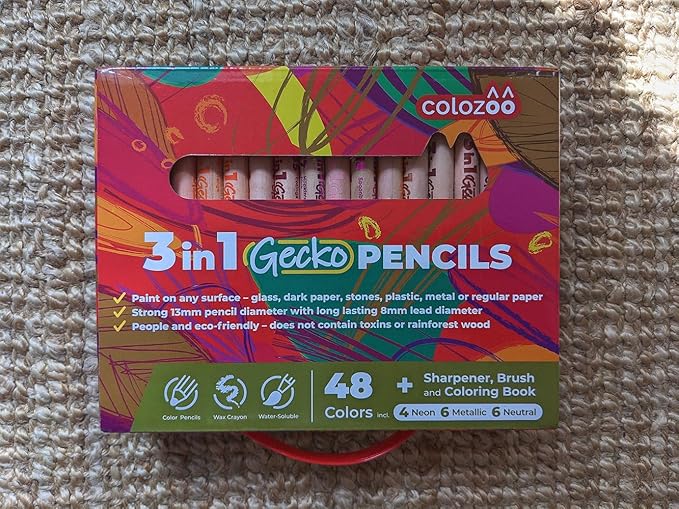 colozoo
3 in 1 Gecko PENCILS
Paint on any surface – glass, dark paper, stones, plastic, metal or regular paper
Strong 13mm pencil diameter with long lasting 8mm lead diameter
People and eco-friendly – does not contain toxins or rainforest wood
Color Pencils
Wax Crayon
Water-Soluble
48
Colors incl.
+ Sharpener, Brush
and Coloring Book
4 Neon 6 Metallic 6 Neutral